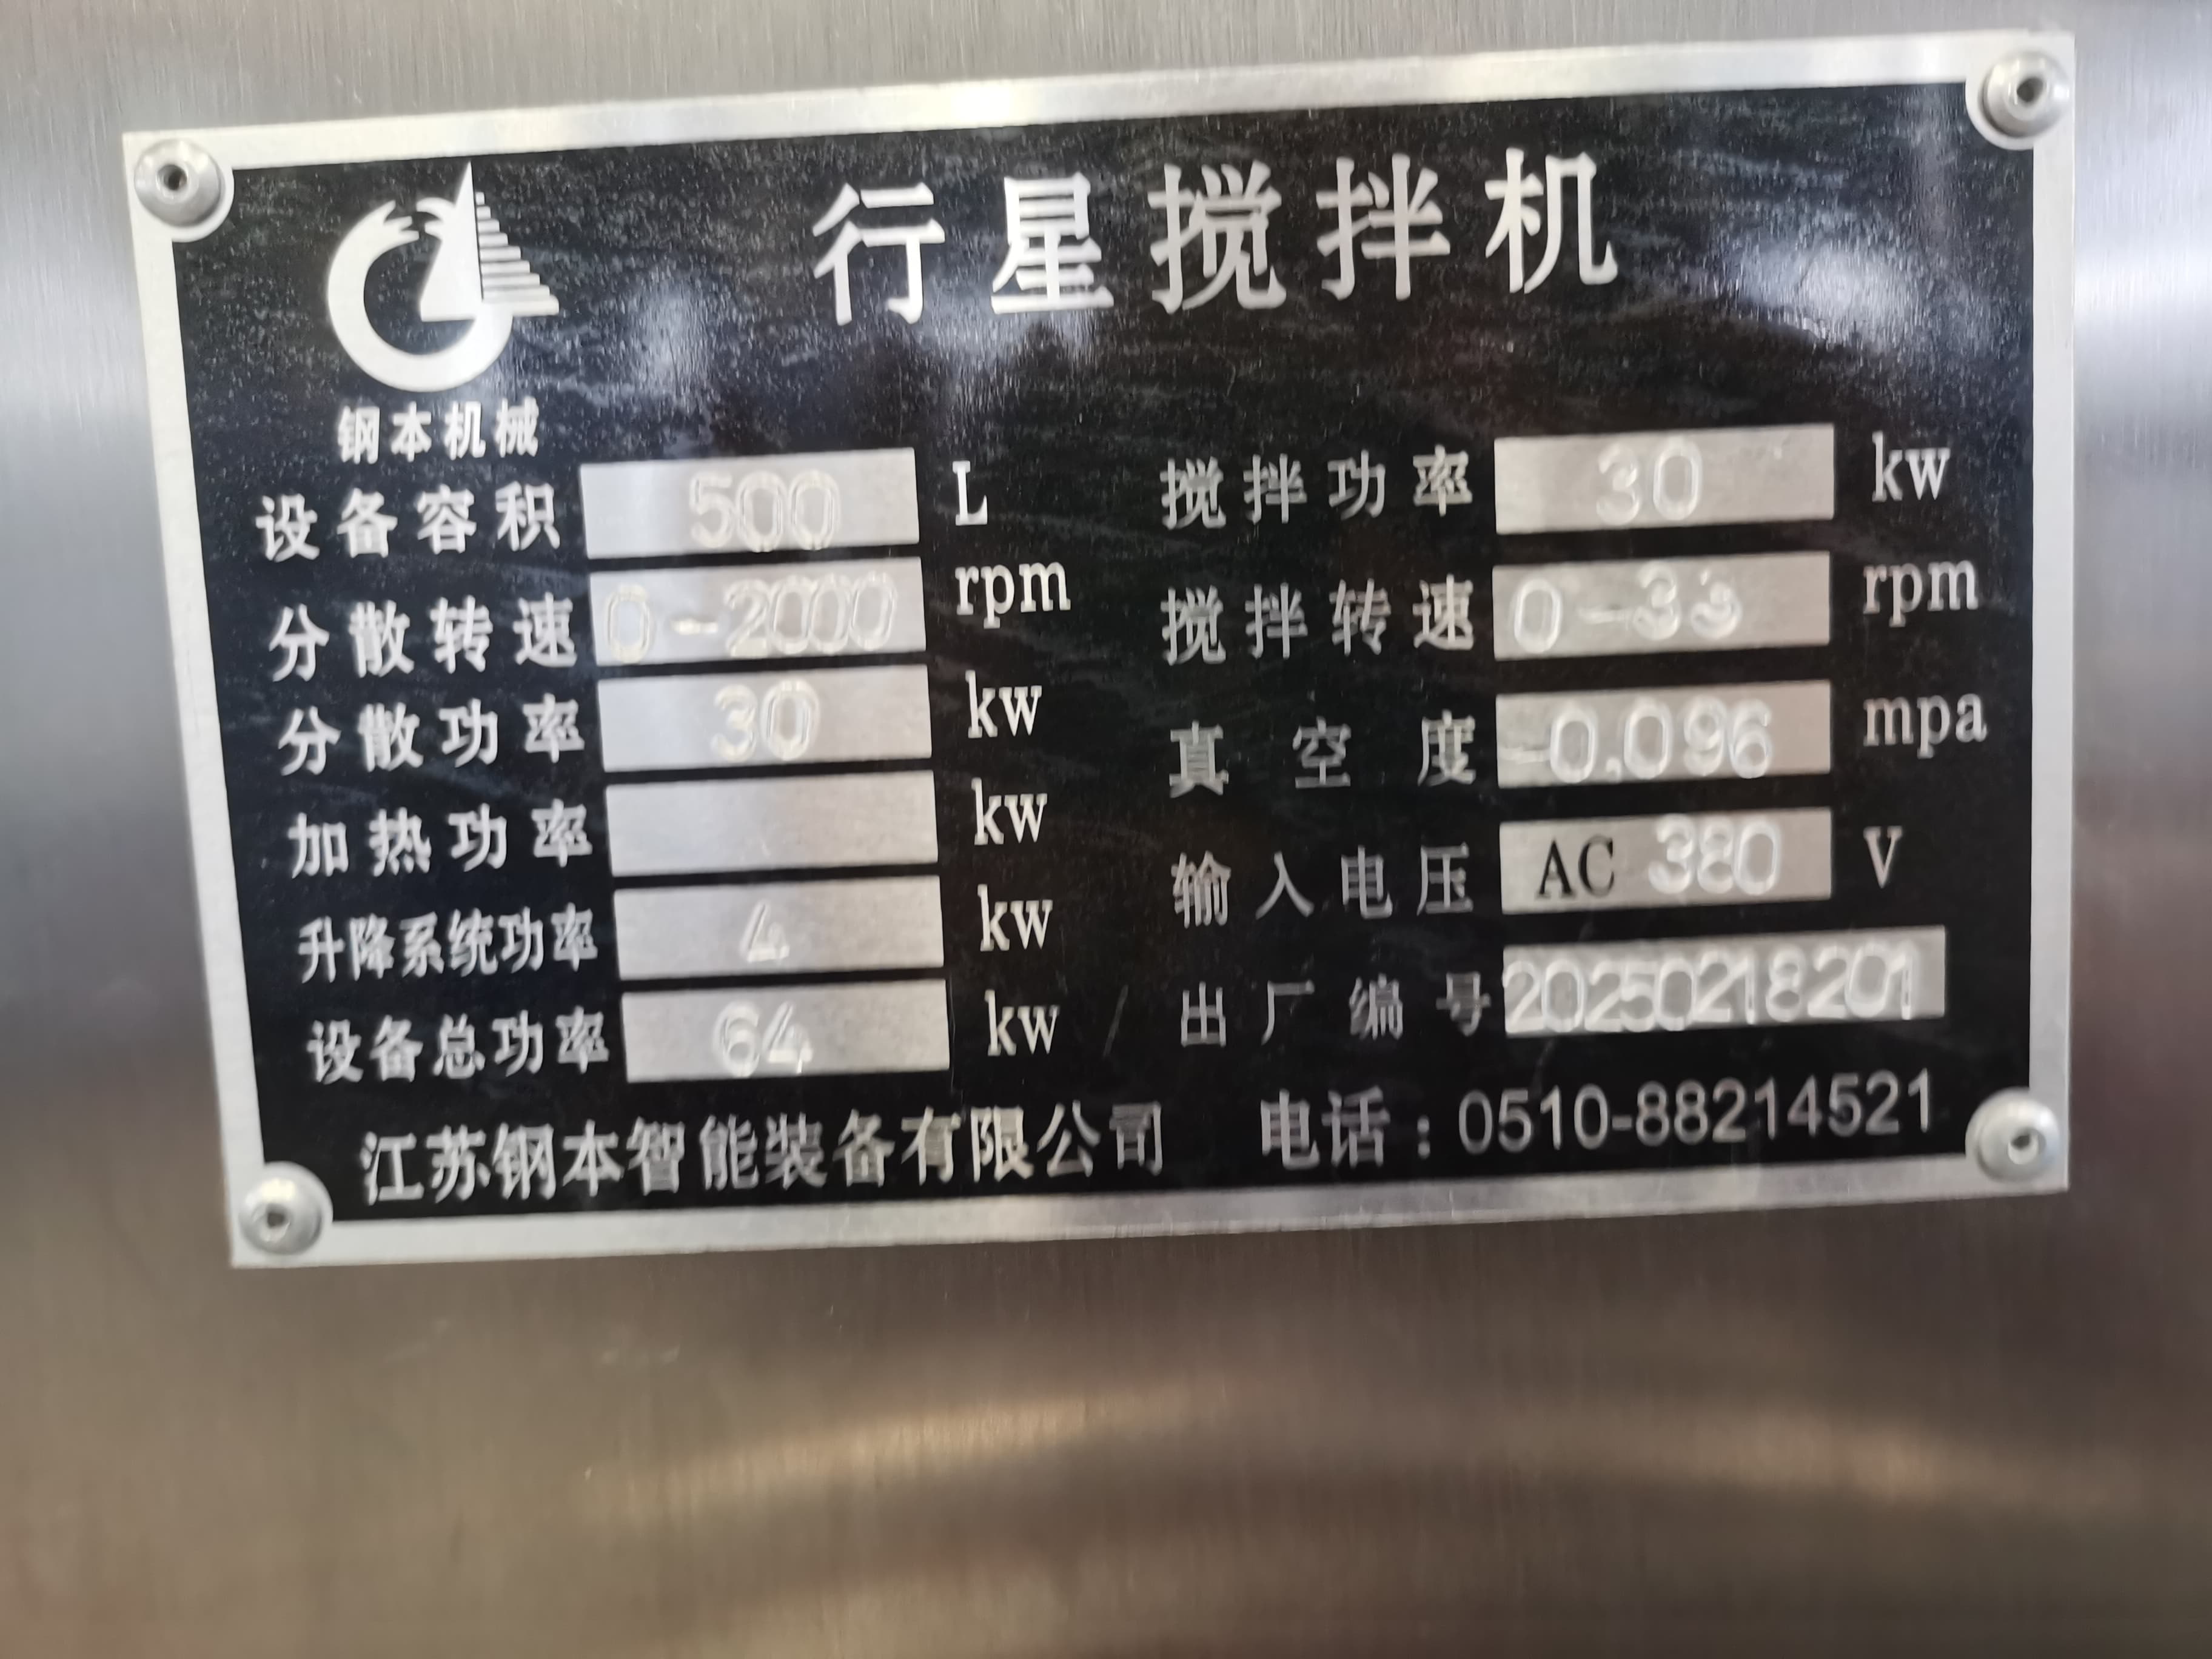 行星搅拌机
钢本机械
设备容积 500 L 搅拌功率 30 kw
分散转速 0-2000 rpm 搅拌转速 0-33 rpm
分散功率 30 kw 真空度 -0.096 mpa
加热功率 kw 输入电压 AC 380 V
升降系统功率 4 kw 出厂编号 20250218201
设备总功率 64 kw
江苏钢本智能装备有限公司 电话：0510-88214521